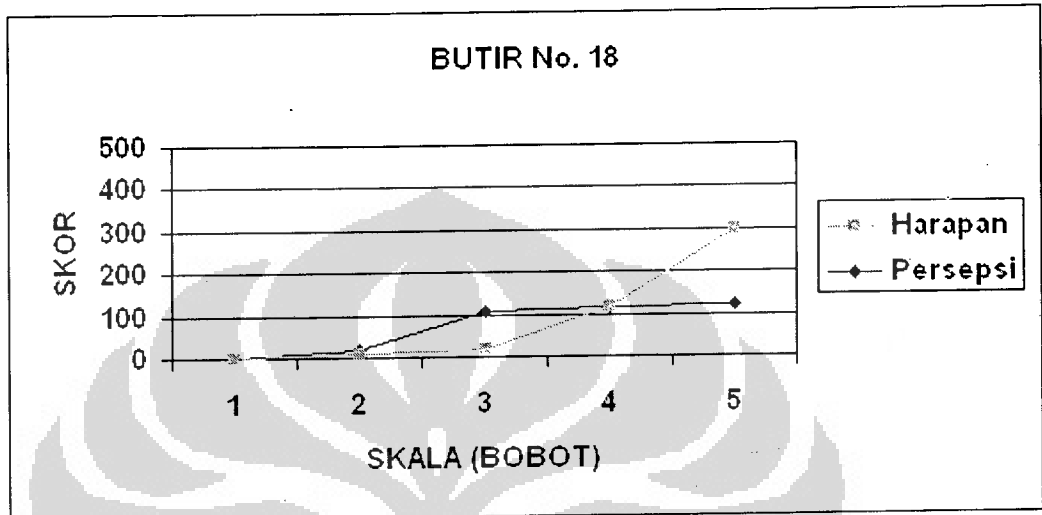 BUTIR No. 18
500
400
300
200
100
0
SKOR
1 2 3 4 5
SKALA (BOBOT)
Harapan
Persepsi